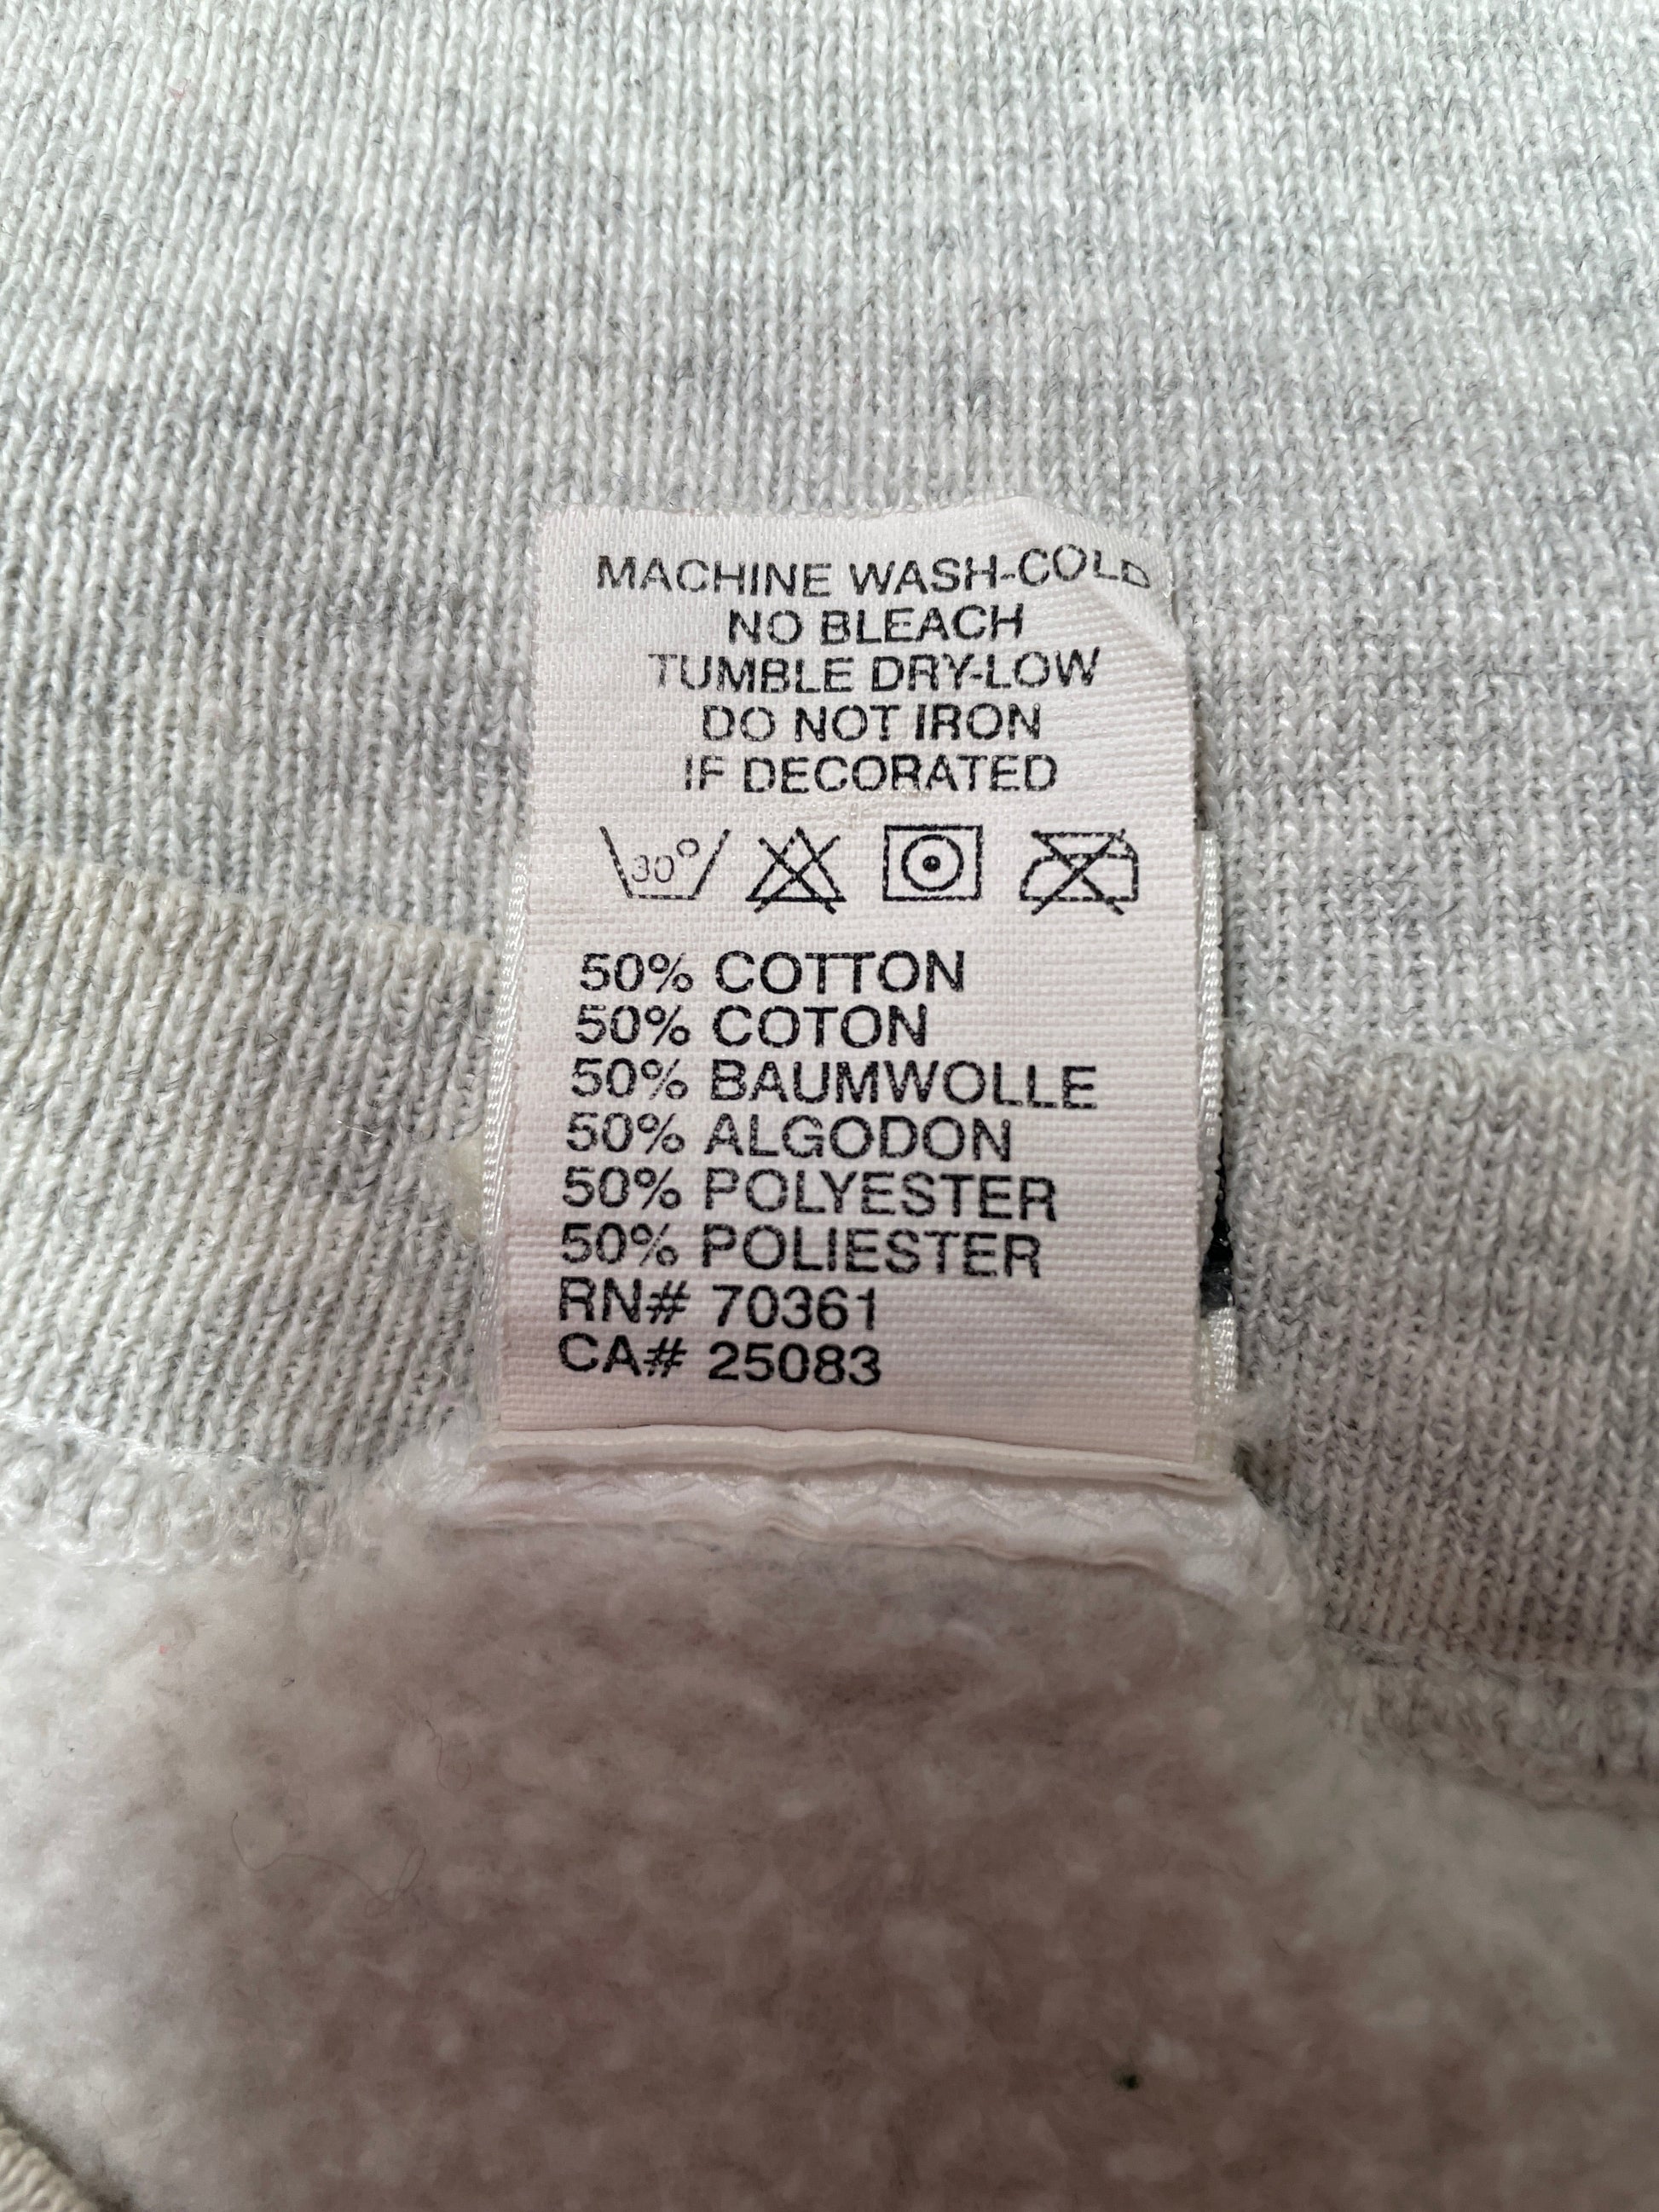 MACHINE WASH-COLD
NO BLEACH
TUMBLE DRY-LOW
DO NOT IRON
IF DECORATED
30°
50% COTTON
50% COTON
50% BAUMWOLLE
50% ALGODON
50% POLYESTER
50% POLIESTER
RN# 70361
CA# 25083